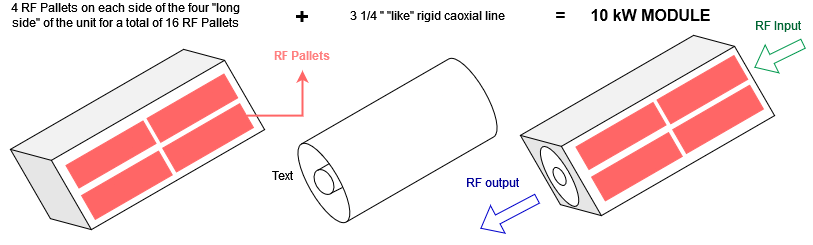 4 RF Pallets on each side of the four "long
side" of the unit for a total of 16 RF Pallets
+
3 1/4 " "like" rigid caoxial line
=
10 kW MODULE
RF Input
RF Pallets
Text
RF output